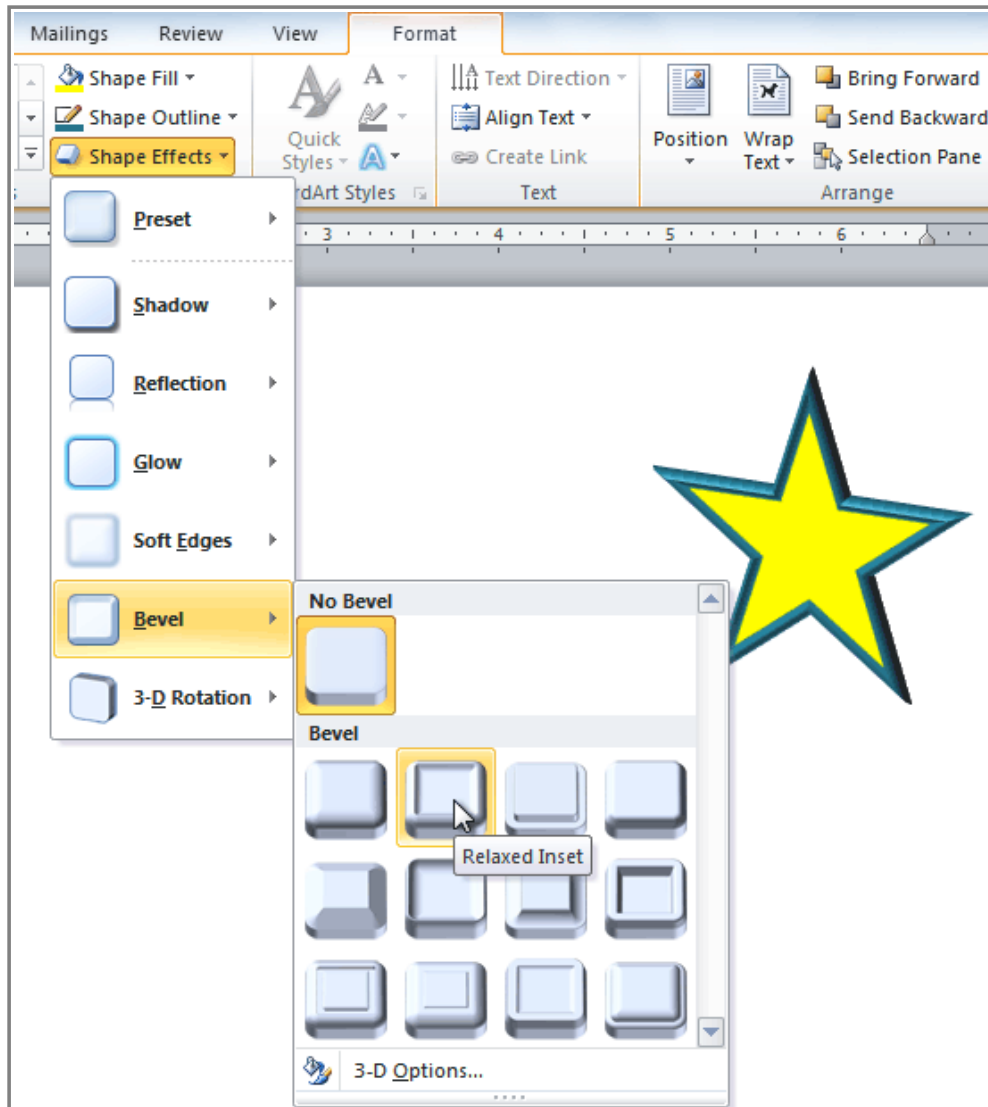 Mailings Review View Format
Shape Fill
Shape Outline
Shape Effects
Quick
Styles
Text Direction
Align Text
Create Link
Position
Wrap
Text
Bring Forward
Send Backward
Selection Pane
Styles
Text
Arrange
3 4 5 6
Preset
Shadow
Reflection
Glow
Soft Edges
Bevel
3-D Rotation
No Bevel
Bevel
Relaxed Inset
3-D Options...